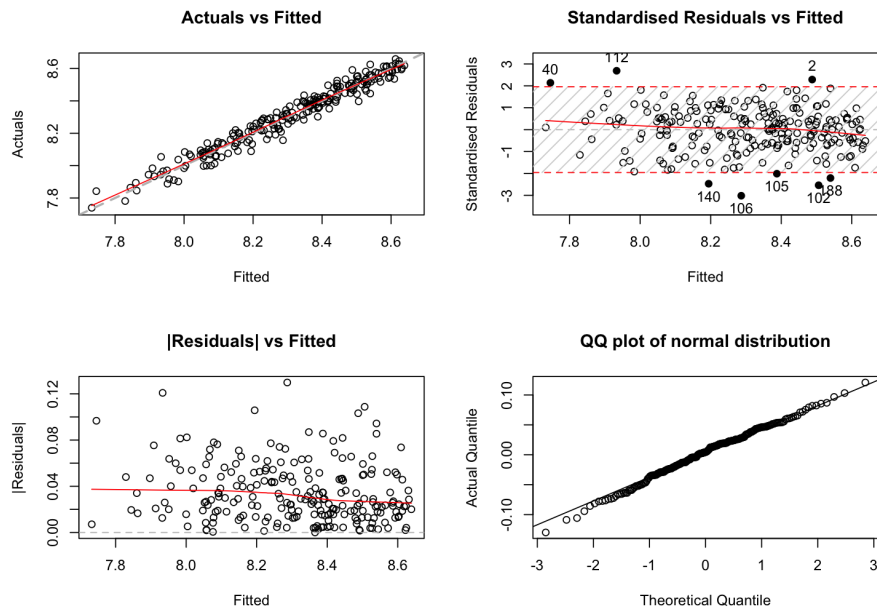 Actuals vs Fitted
Actuals
7.8 8.2 8.6
7.8 8.0 8.2 8.4 8.6
Fitted
Standardised Residuals vs Fitted
Standardised Residuals
-3 -1 1 2 3
40
112
2
140
106
105
102
188
7.8 8.0 8.2 8.4 8.6
Fitted
|Residuals| vs Fitted
|Residuals|
0.00 0.04 0.08 0.12
7.8 8.0 8.2 8.4 8.6
Fitted
QQ plot of normal distribution
Actual Quantile
-0.10 0.00 0.10
-3 -2 -1 0 1 2 3
Theoretical Quantile